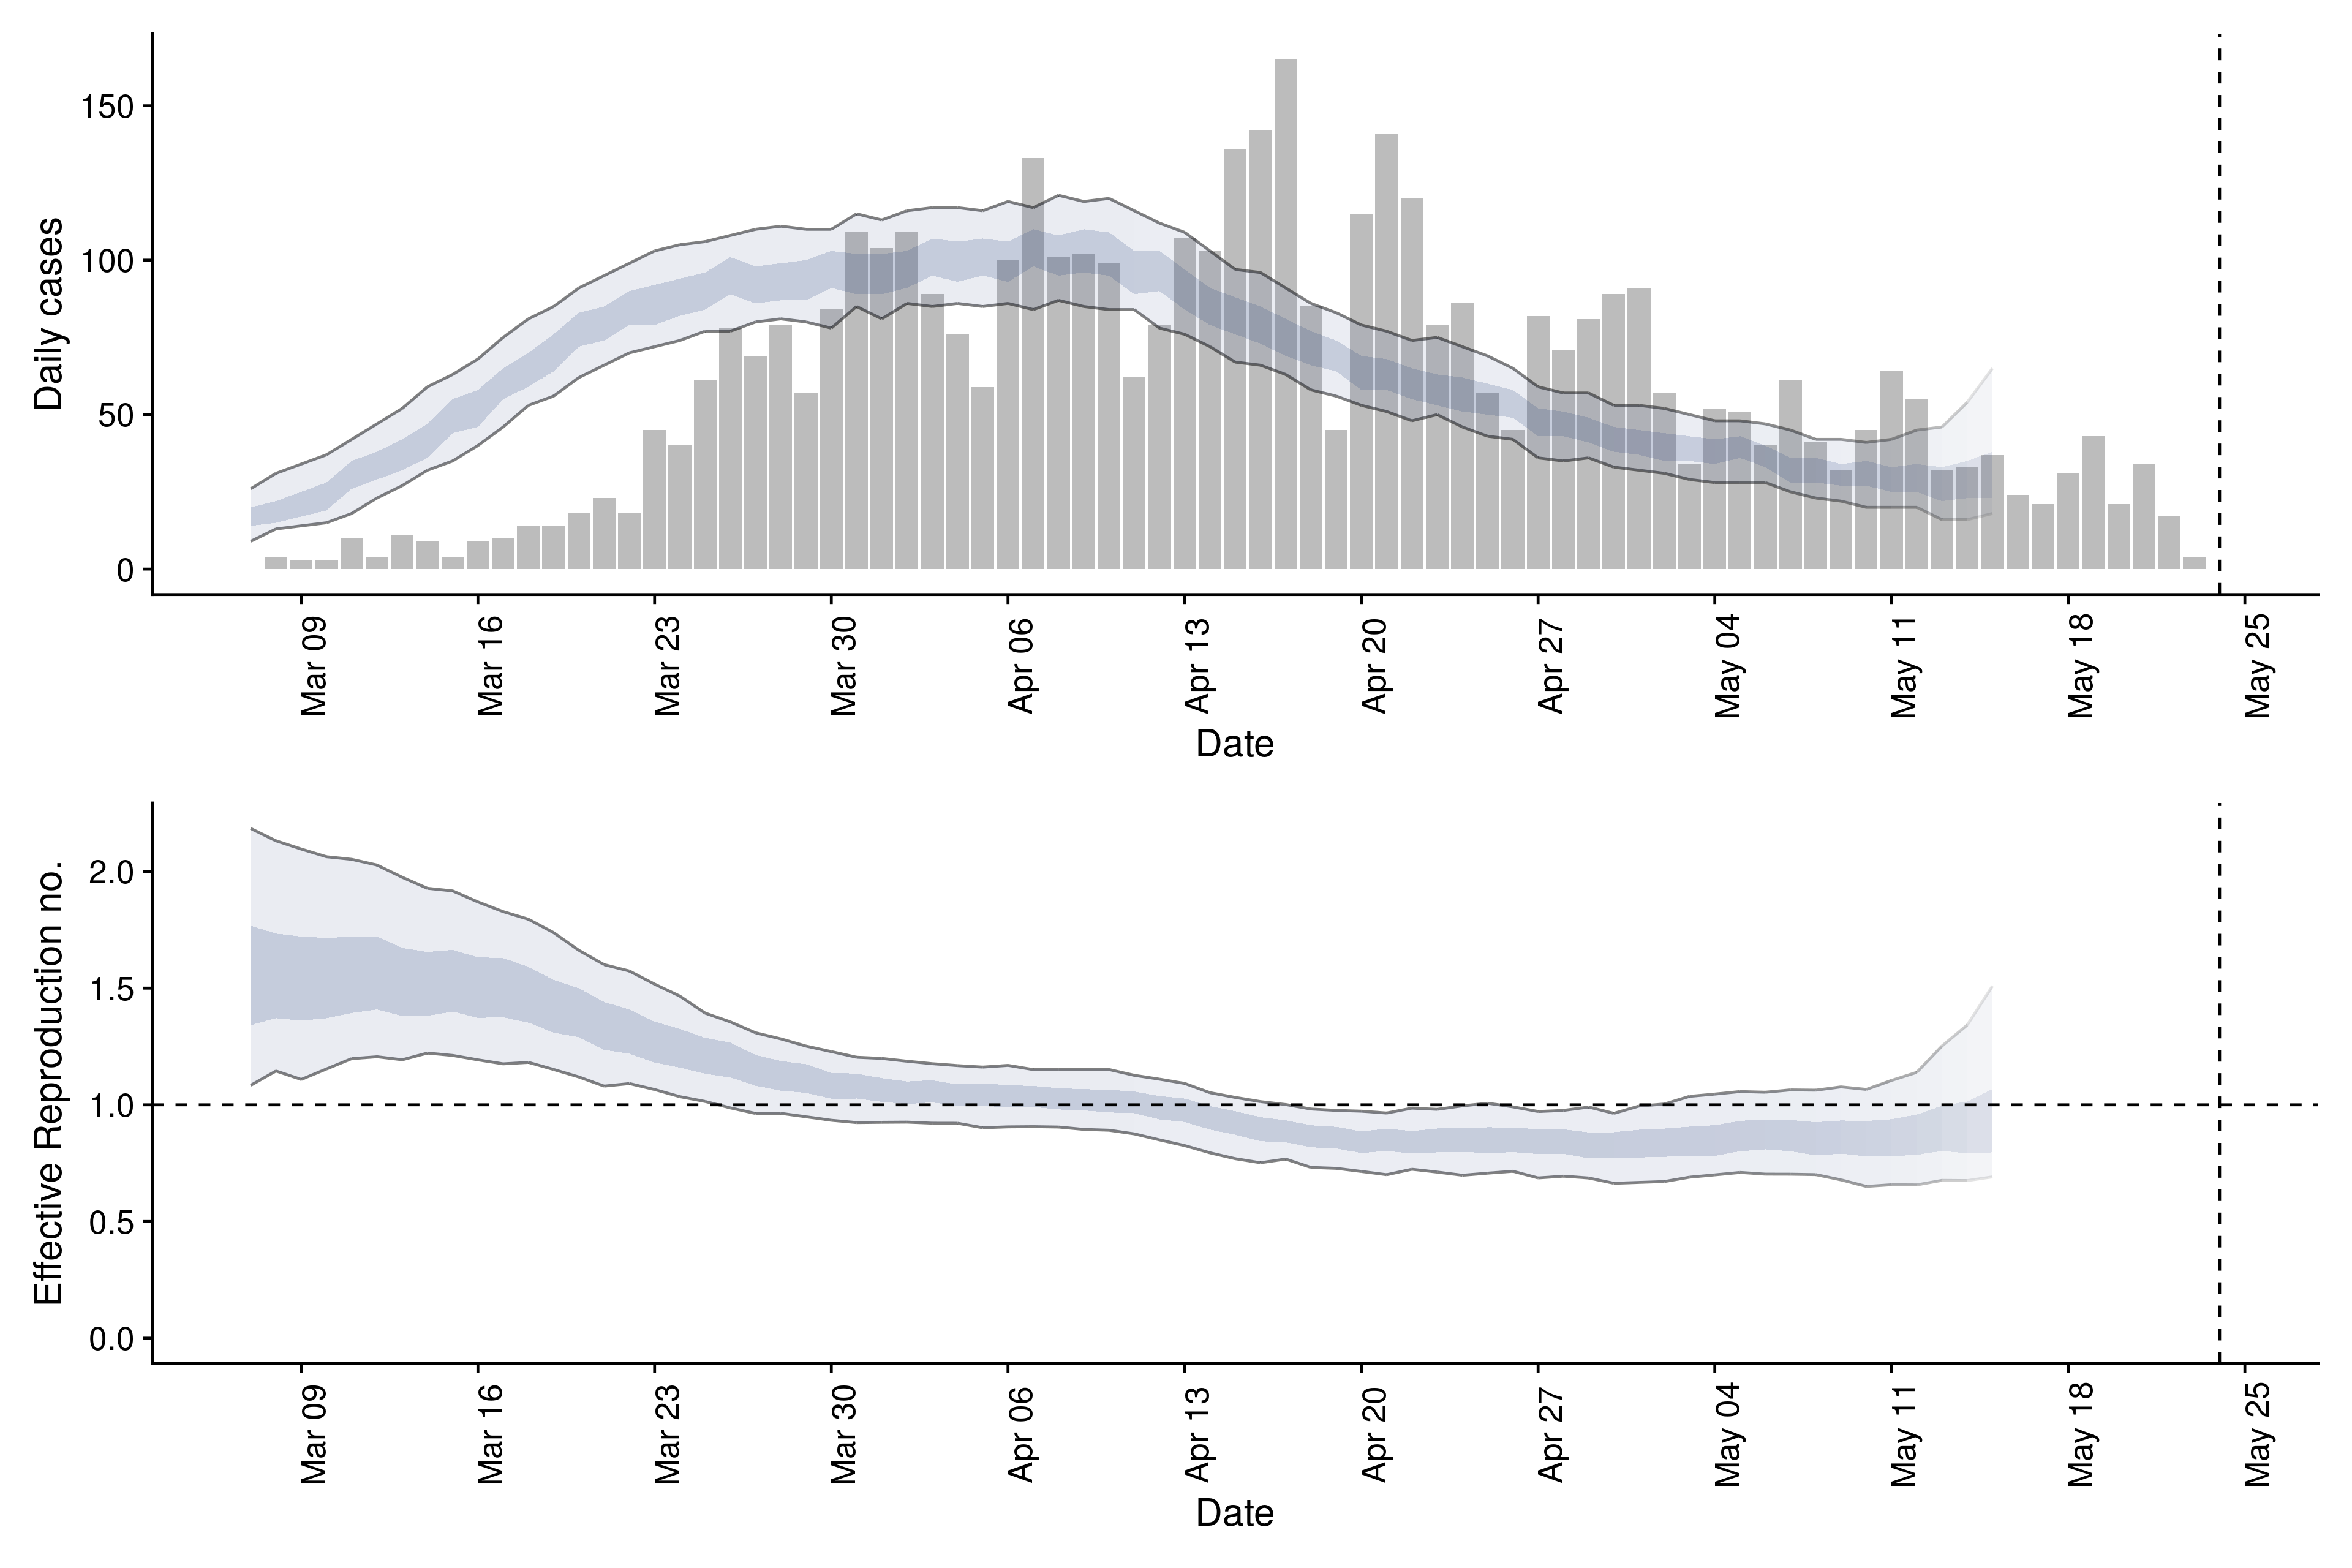 Daily cases
150
100
50
0
Mar 09
Mar 16
Mar 23
Mar 30
Apr 06
Apr 13
Apr 20
Apr 27
May 04
May 11
May 18
May 25
Date
Effective Reproduction no.
2.0
1.5
1.0
0.5
0.0
Mar 09
Mar 16
Mar 23
Mar 30
Apr 06
Apr 13
Apr 20
Apr 27
May 04
May 11
May 18
May 25
Date